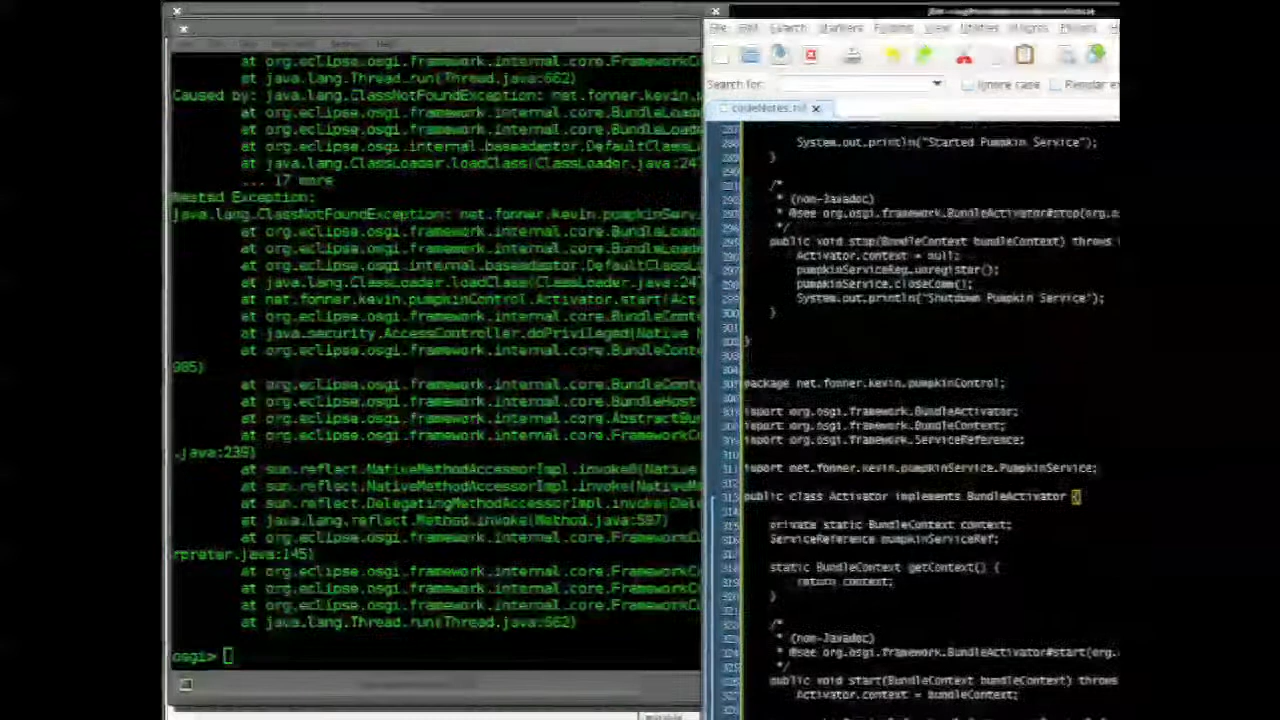 at org.eclipse.osgi.framework.internal.core.FrameworkC
at java.lang.Thread.run(Thread.java:662)
Caused by: java.lang.ClassNotFoundException: net.fonner.kevin.
at org.eclipse.osgi.framework.internal.core.BundleLoade
at org.eclipse.osgi.framework.internal.core.BundleLoade
at org.eclipse.osgi.internal.baseadaptor.DefaultClassL
at java.lang.ClassLoader.loadClass(ClassLoader.java:247
... 17 more
Nested Exception:
java.lang.ClassNotFoundException: net.fonner.kevin.pumpkinServ
at org.eclipse.osgi.framework.internal.core.BundleLoade
at org.eclipse.osgi.framework.internal.core.BundleLoade
at org.eclipse.osgi.internal.baseadaptor.DefaultClassL
at java.lang.ClassLoader.loadClass(ClassLoader.java:247
at net.fonner.kevin.pumpkinControl.Activator.start(Act
at org.eclipse.osgi.framework.internal.core.BundleConte
at java.security.AccessController.doPrivileged(Native
at org.eclipse.osgi.framework.internal.core.BundleConte
985)
at org.eclipse.osgi.framework.internal.core.BundleConte
at org.eclipse.osgi.framework.internal.core.BundleHost
at org.eclipse.osgi.framework.internal.core.AbstractBu
at org.eclipse.osgi.framework.internal.core.FrameworkC
.java:239)
at sun.reflect.NativeMethodAccessorImpl.invoke0(Native
at sun.reflect.NativeMethodAccessorImpl.invoke(Native
at sun.reflect.DelegatingMethodAccessorImpl.invoke(Del
at java.lang.reflect.Method.invoke(Method.java:597)
at org.eclipse.osgi.framework.internal.core.FrameworkC
rpreter.java:145)
at org.eclipse.osgi.framework.internal.core.FrameworkC
at org.eclipse.osgi.framework.internal.core.FrameworkC
at org.eclipse.osgi.framework.internal.core.FrameworkC
at java.lang.Thread.run(Thread.java:662)
osgi>
File Edit Search Markers Folding View Utilities Macros Plugins
Search for: Ignore case
codeNotes.txt
System.out.println("Started Pumpkin Service");
}
/*
* (non-Javadoc)
* @see org.osgi.framework.BundleActivator#stop(org.o
*/
public void stop(BundleContext bundleContext) throws
Activator.context = null;
pumpkinServiceReg.unregister();
pumpkinService.closeComm();
System.out.println("Shutdown Pumpkin Service");
}
}
package net.fonner.kevin.pumpkinControl;
import org.osgi.framework.BundleActivator;
import org.osgi.framework.BundleContext;
import org.osgi.framework.ServiceReference;
import net.fonner.kevin.pumpkinService.PumpkinService;
public class Activator implements BundleActivator {
private static BundleContext context;
ServiceReference pumpkinServiceRef;
static BundleContext getContext() {
return context;
}
/*
* (non-Javadoc)
* @see org.osgi.framework.BundleActivator#start(org.
*/
public void start(BundleContext bundleContext) throws
Activator.context = bundleContext;